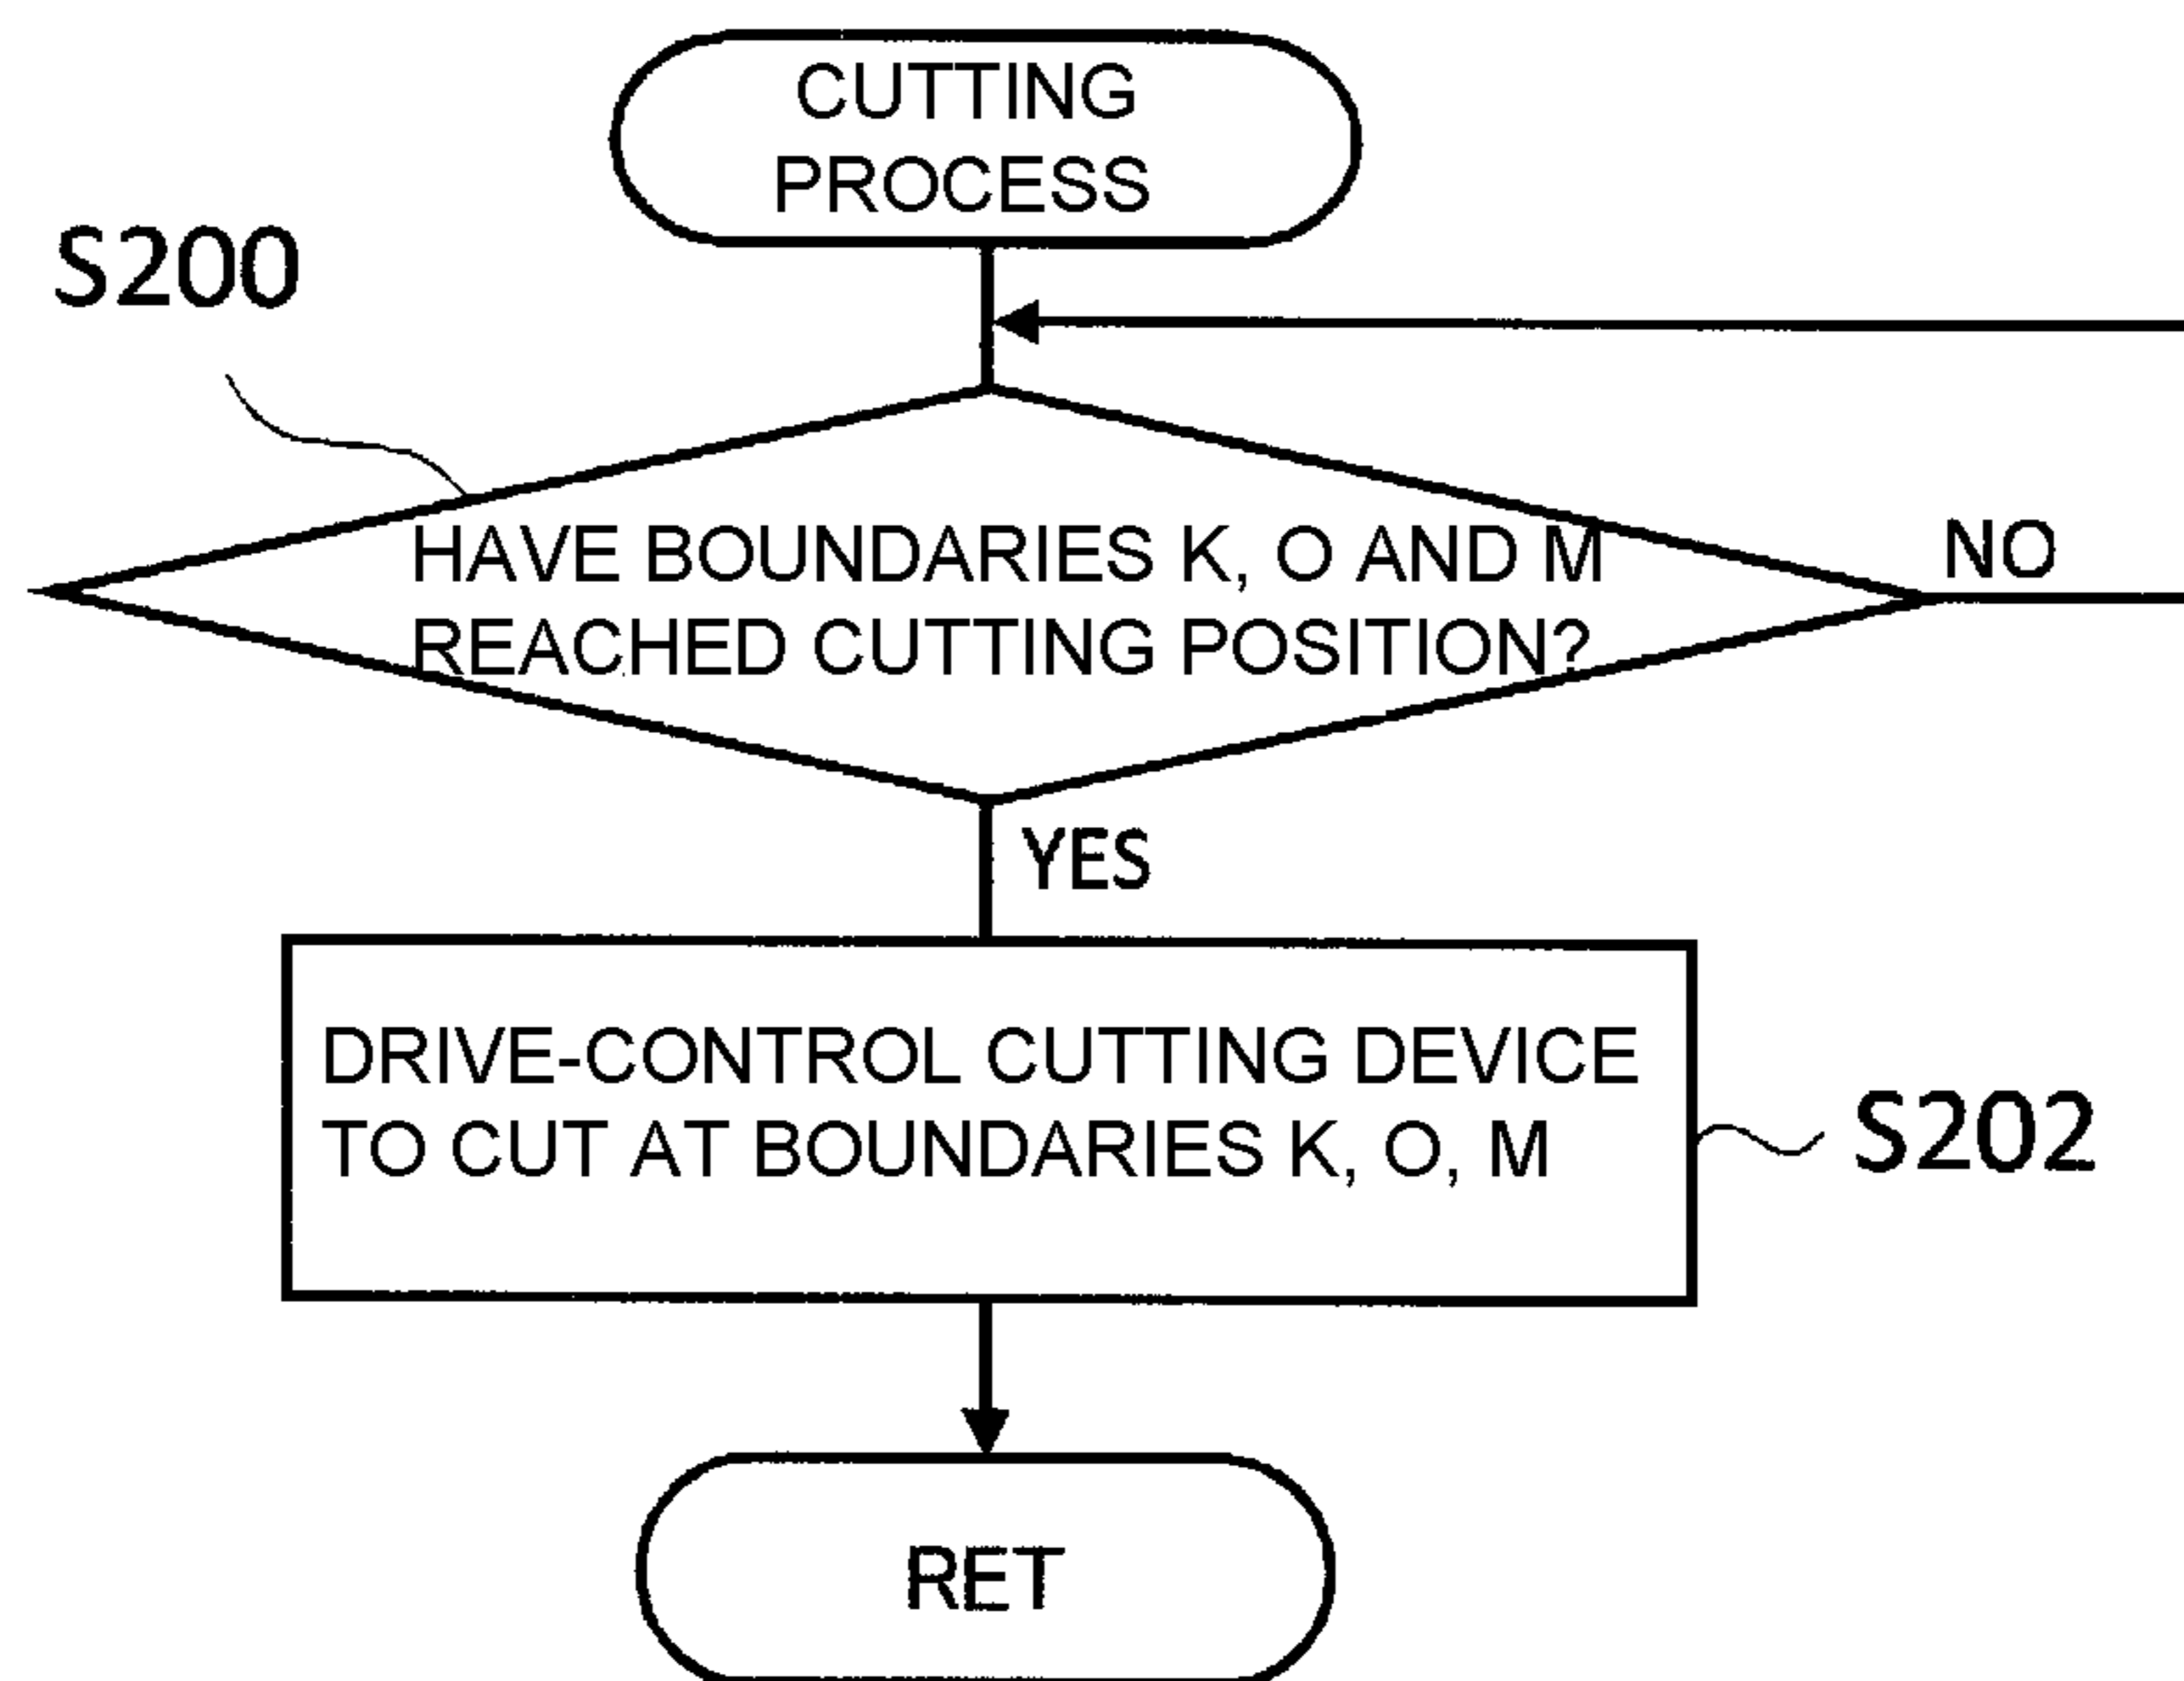 CUTTING
PROCESS
S200
HAVE BOUNDARIES K, O AND M
REACHED CUTTING POSITION?
NO
YES
DRIVE-CONTROL CUTTING DEVICE
TO CUT AT BOUNDARIES K, O, M
S202
RET